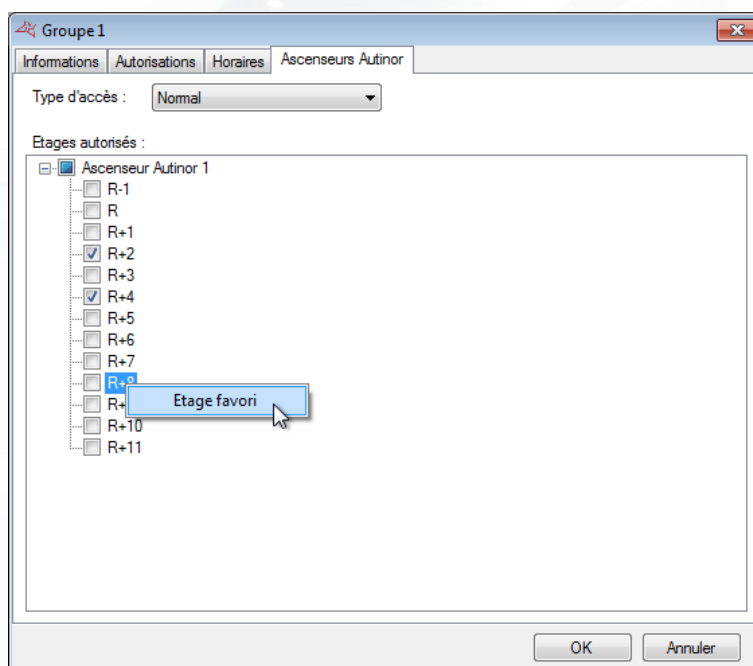 Groupe 1
Informations Autorisations Horaires Ascenseurs Autinor
Type d'accès : Normal
Etages autorisés :
Ascenseur Autinor 1
R-1
R
R+1
R+2
R+3
R+4
R+5
R+6
R+7
R+8
Etage favori
R+
R+10
R+11
OK Annuler